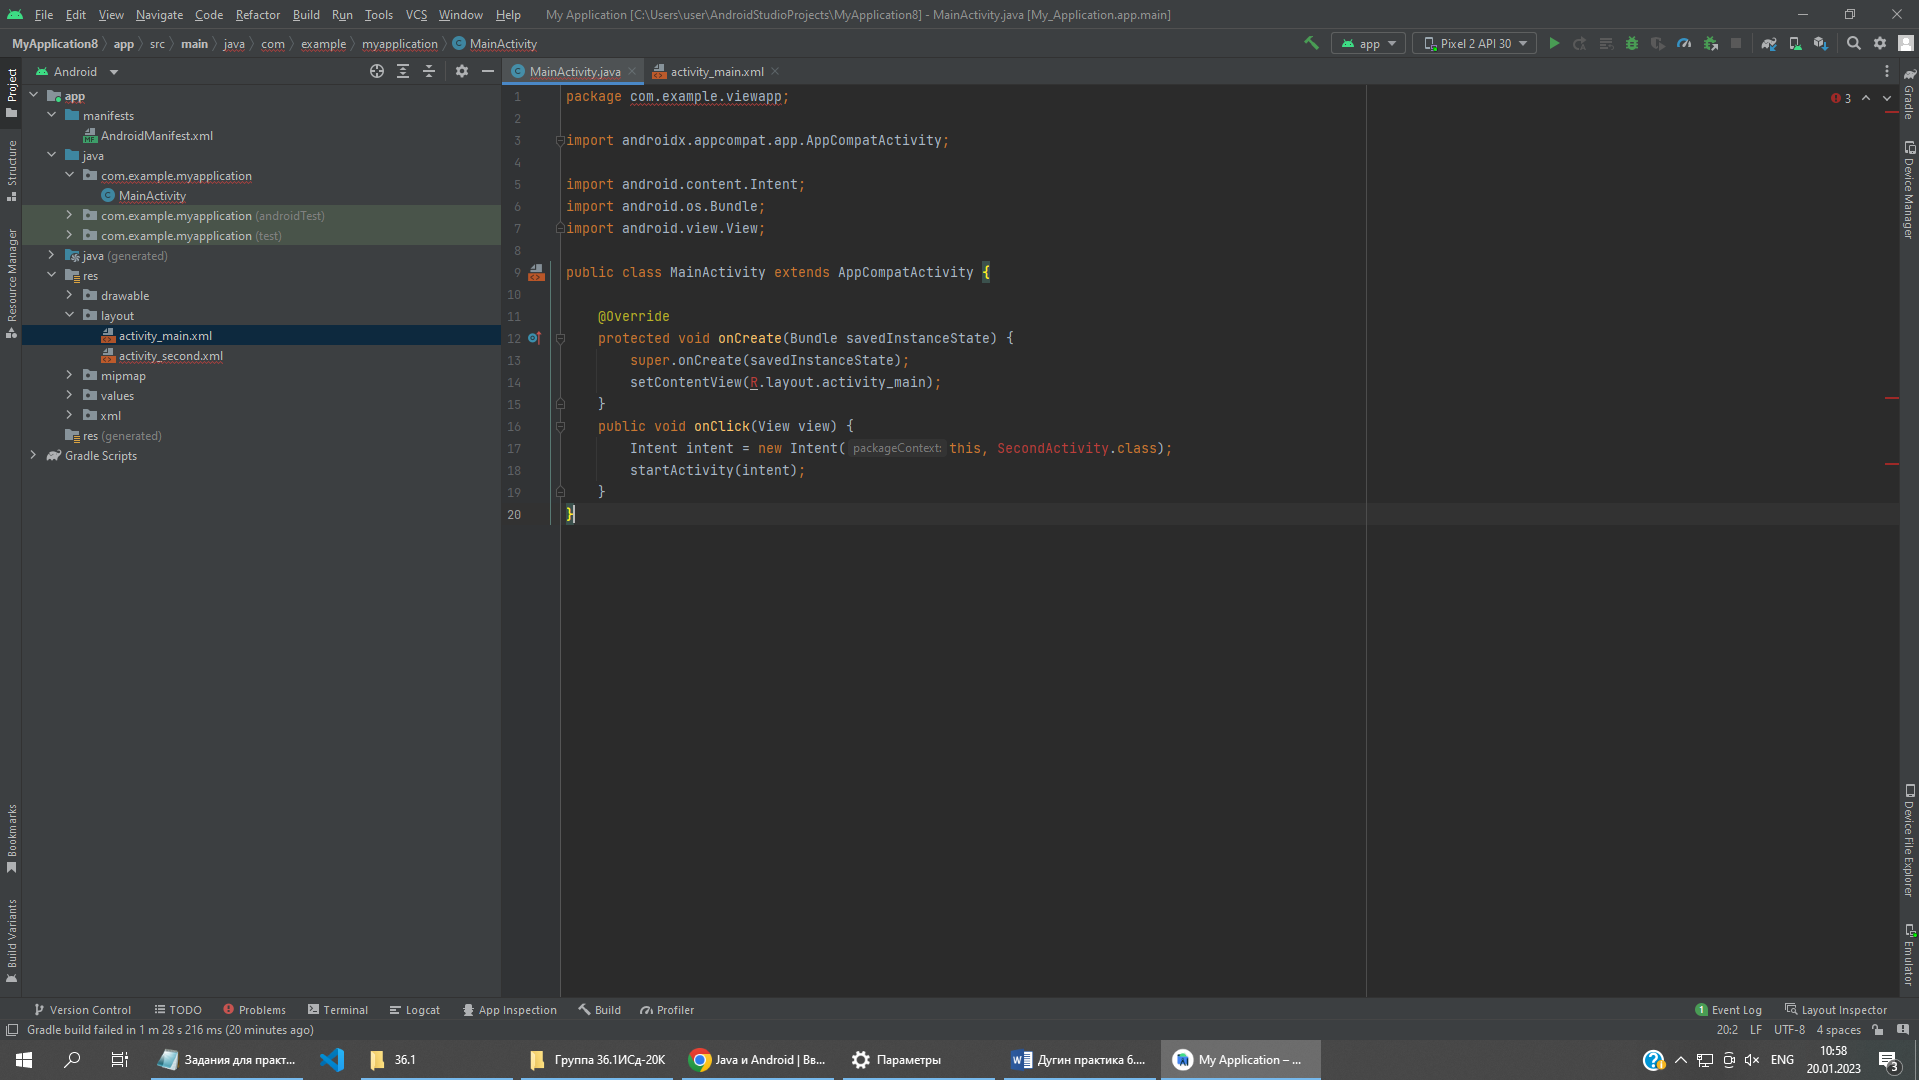 File Edit View Navigate Code Refactor Build Run Tools VCS Window Help My Application [C:\Users\user\AndroidStudioProjects\MyApplication8] - MainActivity.java [My_Application.app.main]
MyApplication8 app src main java com example myapplication MainActivity app Pixel 2 API 30
Android
MainActivity.java activity_main.xml
app
manifests
AndroidManifest.xml
java
com.example.myapplication
MainActivity
com.example.myapplication (androidTest)
com.example.myapplication (test)
java (generated)
res
drawable
layout
activity_main.xml
activity_second.xml
mipmap
values
xml
res (generated)
Gradle Scripts
1 package com.example.viewapp;
2
3 import androidx.appcompat.app.AppCompatActivity;
4
5 import android.content.Intent;
6 import android.os.Bundle;
7 import android.view.View;
8
9 public class MainActivity extends AppCompatActivity {
10
11 @Override
12 protected void onCreate(Bundle savedInstanceState) {
13 super.onCreate(savedInstanceState);
14 setContentView(R.layout.activity_main);
15 }
16 public void onClick(View view) {
17 Intent intent = new Intent( packageContext: this, SecondActivity.class);
18 startActivity(intent);
19 }
20 }
3
Project
Structure
Resource Manager
Bookmarks
Build Variants
Gradle
Device Manager
Device File Explorer
Emulator
Version Control TODO Problems Terminal Logcat App Inspection Build Profiler 1 Event Log Layout Inspector
Gradle build failed in 1 m 28 s 216 ms (20 minutes ago) 20:2 LF UTF-8 4 spaces
Задания для практ... 36.1 Группа 36.1ИСд-20К Java и Android | Вв... Параметры Дугин практика 6.... My Application – ... ENG 10:58
20.01.2023 3